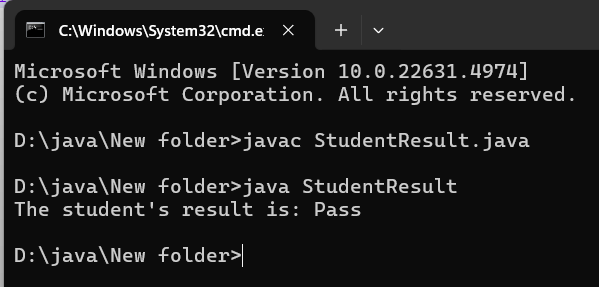 C:\Windows\System32\cmd.e
Microsoft Windows [Version 10.0.22631.4974]
(c) Microsoft Corporation. All rights reserved.
D:\java\New folder>javac StudentResult.java
D:\java\New folder>java StudentResult
The student's result is: Pass
D:\java\New folder>